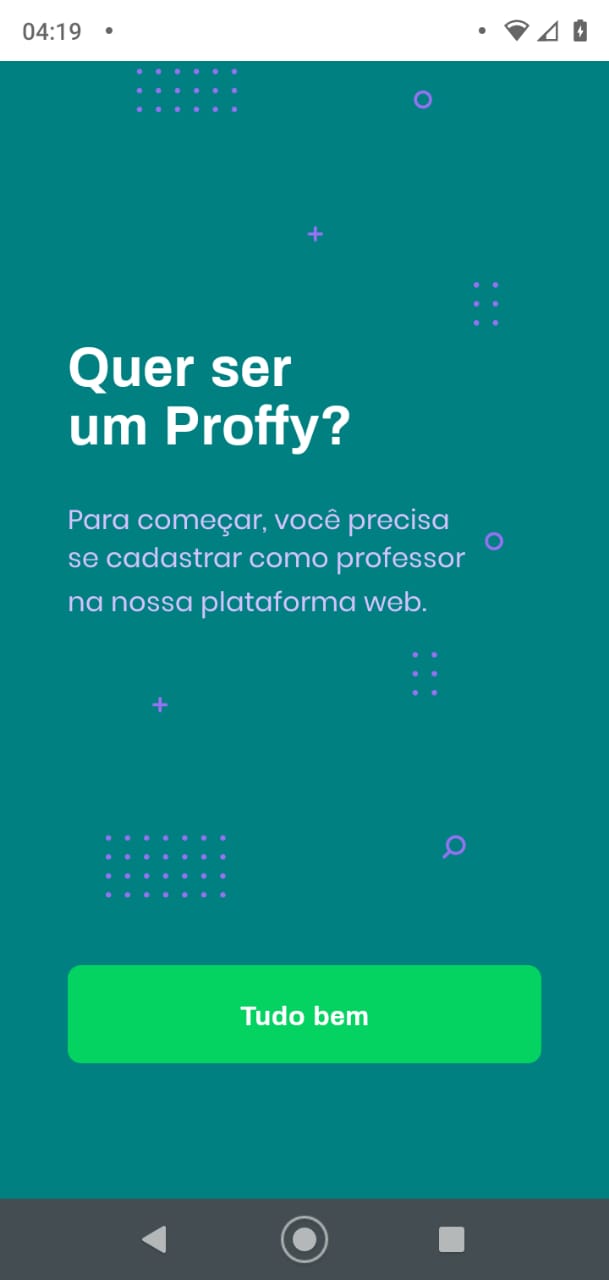 04:19
Quer ser
um Proffy?
Para começar, você precisa
se cadastrar como professor
na nossa plataforma web.
Tudo bem